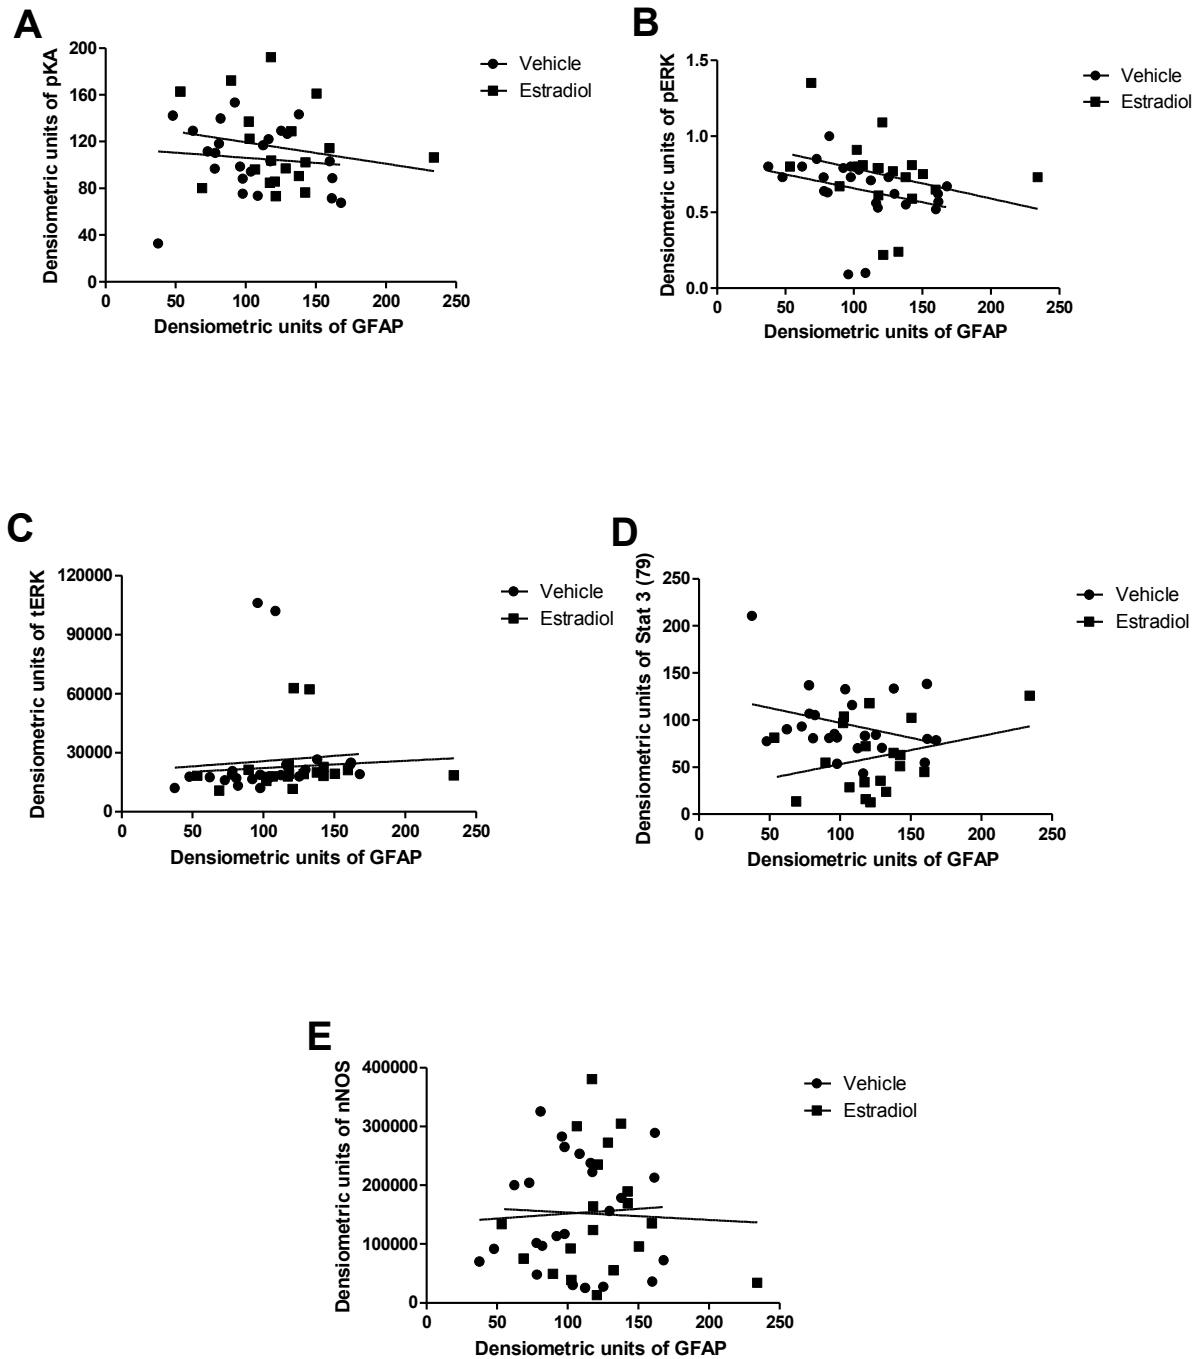 A
Densiometric units of pKA
200
160
120
80
40
0
0 50 100 150 200 250
Densiometric units of GFAP
Vehicle
Estradiol
B
Densiometric units of pERK
1.5
1.0
0.5
0.0
0 50 100 150 200 250
Densiometric units of GFAP
Vehicle
Estradiol
C
Densiometric units of tERK
120000
90000
60000
30000
0
0 50 100 150 200 250
Densiometric units of GFAP
Vehicle
Estradiol
D
Densiometric units of Stat 3 (79)
250
200
150
100
50
0
0 50 100 150 200 250
Densiometric units of GFAP
Vehicle
Estradiol
E
Densiometric units of nNOS
400000
300000
200000
100000
0
0 50 100 150 200 250
Densiometric units of GFAP
Vehicle
Estradiol